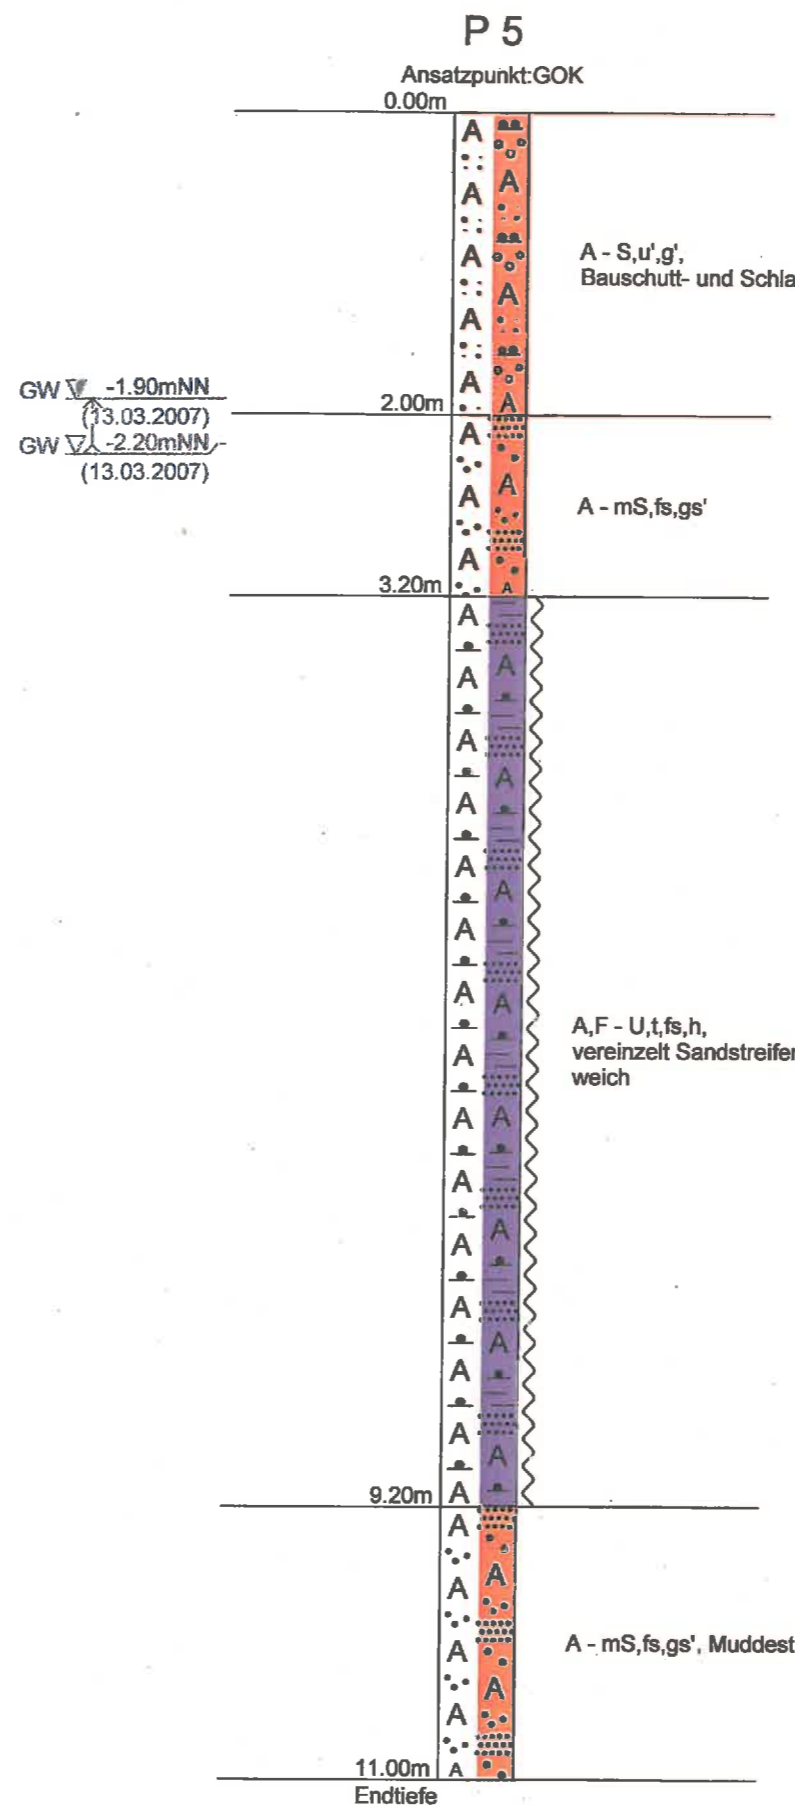 P 5
Ansatzpunkt:GOK
0.00m
A - S,u',g',
Bauschutt- und Schla
GW -1.90mNN
(13.03.2007)
2.00m
GW -2.20mNN
(13.03.2007)
A - mS,fs,gs'
3.20m
A,F - U,t,fs,h,
vereinzelt Sandstreifen
weich
9.20m
A - mS,fs,gs', Muddest
11.00m
Endtiefe